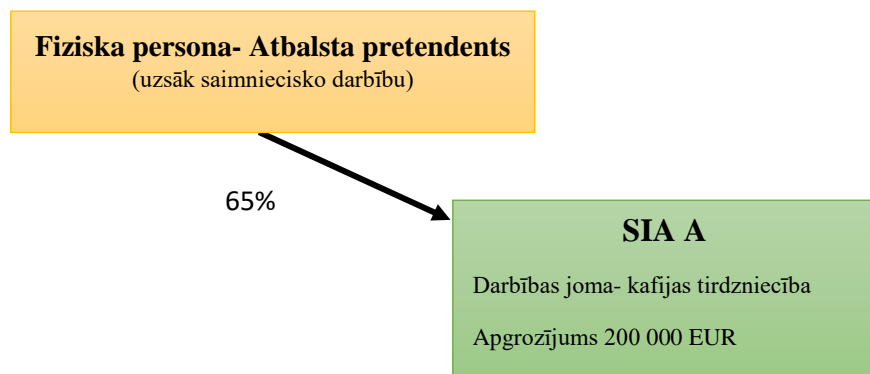 Fiziska persona- Atbalsta pretendents
(uzsāk saimniecisko darbību)
65%
SIA A
Darbības joma- kafijas tirdzniecība
Apgrozījums 200 000 EUR